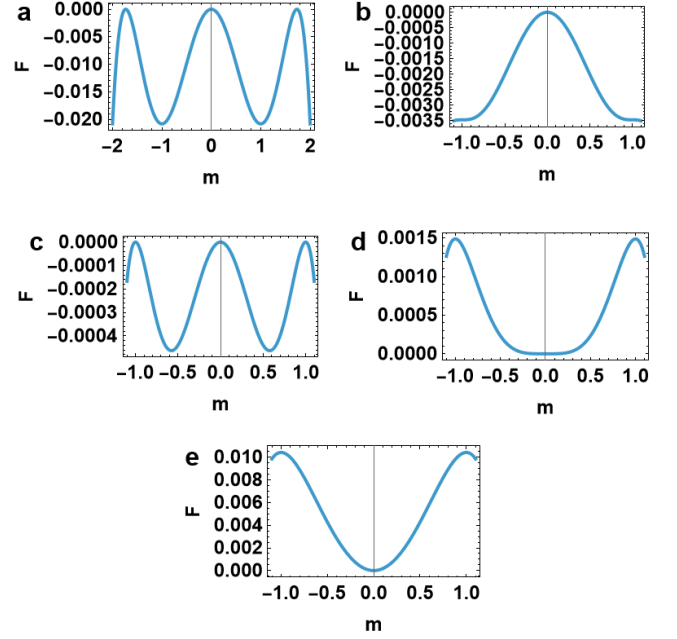 a
0.000
−0.005
−0.010
−0.015
−0.020
F
−2 −1 0 1 2
m
b
0.0000
−0.0005
−0.0010
−0.0015
−0.0020
−0.0025
−0.0030
−0.0035
F
−1.0 −0.5 0.0 0.5 1.0
m
c
0.0000
−0.0001
−0.0002
−0.0003
−0.0004
F
−1.0 −0.5 0.0 0.5 1.0
m
d
0.0015
0.0010
0.0005
0.0000
F
−1.0 −0.5 0.0 0.5 1.0
m
e
0.010
0.008
0.006
0.004
0.002
0.000
F
−1.0 −0.5 0.0 0.5 1.0
m